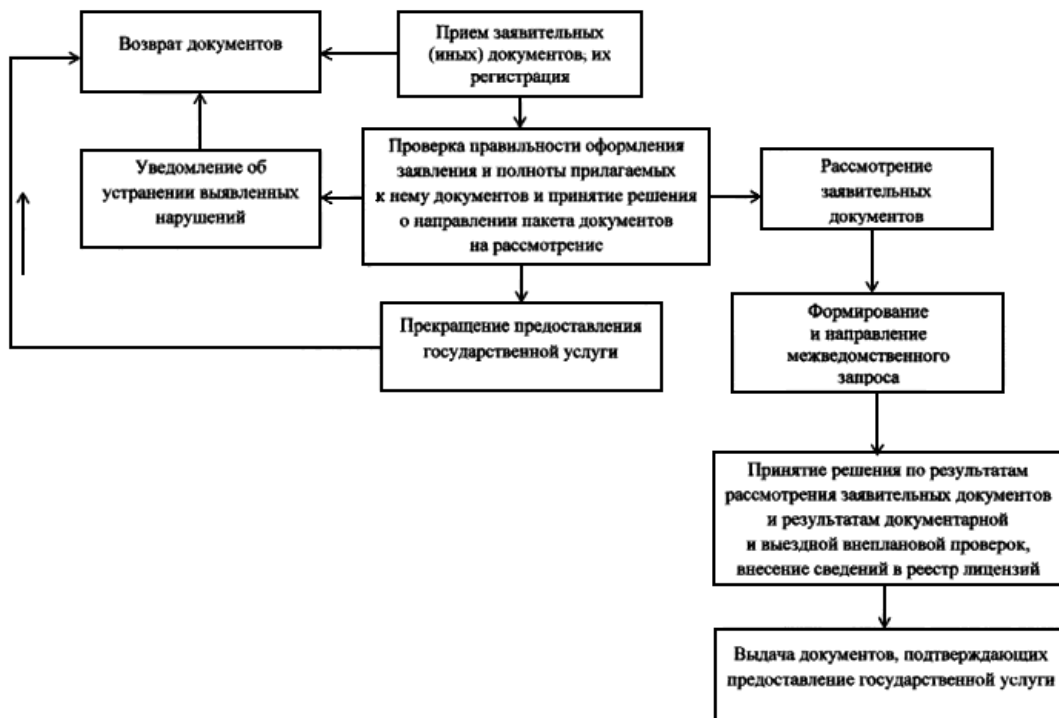 Возврат документов
Прием заявительных
(иных) документов, их
регистрация
Уведомление об
устранении выявленных
нарушений
Проверка правильности оформления
заявления и полноты прилагаемых
к нему документов и принятие решения
о направлении пакета документов
на рассмотрение
Рассмотрение
заявительных
документов
Прекращение предоставления
государственной услуги
Формирование
и направление
межведомственного
запроса
Принятие решения по результатам
рассмотрения заявительных документов
и результатам документарной
и выездной внеплановой проверок,
внесение сведений в реестр лицензий
Выдача документов, подтверждающих
предоставление государственной услуги